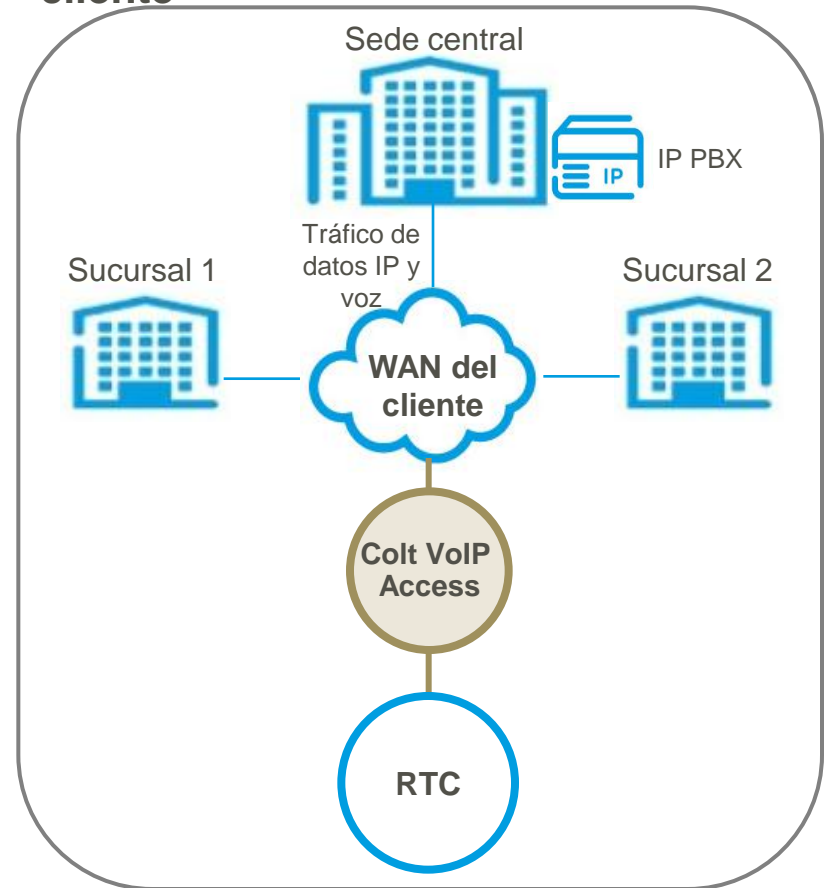 cliente
Sede central
IP
IP PBX
Tráfico de
datos IP y
voz
Sucursal 1
Sucursal 2
WAN del
cliente
Colt VoIP
Access
RTC